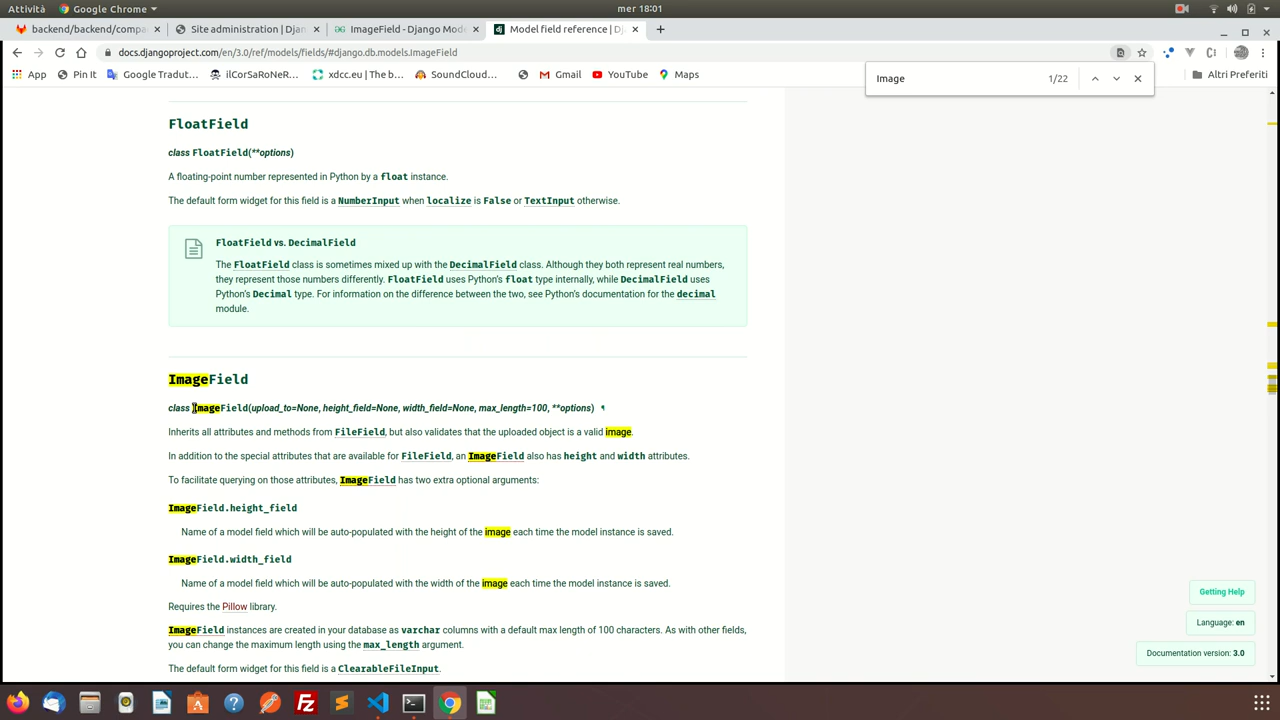 Attività
Google Chrome
mer 18:01
backend/backend/compa
Site administration | Djang
ImageField - Django Mode
Model field reference | Dja
docs.djangoproject.com/en/3.0/ref/models/fields/#django.db.models.ImageField
App
Pin It
Google Tradut...
ilCorSaRoNeR...
xdcc.eu | The b...
SoundCloud...
Gmail
YouTube
Maps
Altri Preferiti
Image
1/22
FloatField
class FloatField(**options)
A floating-point number represented in Python by a float instance.
The default form widget for this field is a NumberInput when localize is False or TextInput otherwise.
FloatField vs. DecimalField
The FloatField class is sometimes mixed up with the DecimalField class. Although they both represent real numbers,
they represent those numbers differently. FloatField uses Python's float type internally, while DecimalField uses
Python's Decimal type. For information on the difference between the two, see Python's documentation for the decimal
module.
ImageField
class ImageField(upload_to=None, height_field=None, width_field=None, max_length=100, **options) ¶
Inherits all attributes and methods from FileField, but also validates that the uploaded object is a valid image.
In addition to the special attributes that are available for FileField, an ImageField also has height and width attributes.
To facilitate querying on those attributes, ImageField has two extra optional arguments:
ImageField.height_field
Name of a model field which will be auto-populated with the height of the image each time the model instance is saved.
ImageField.width_field
Name of a model field which will be auto-populated with the width of the image each time the model instance is saved.
Requires the Pillow library.
ImageField instances are created in your database as varchar columns with a default max length of 100 characters. As with other fields,
you can change the maximum length using the max_length argument.
The default form widget for this field is a ClearableFileInput.
Getting Help
Language: en
Documentation version: 3.0